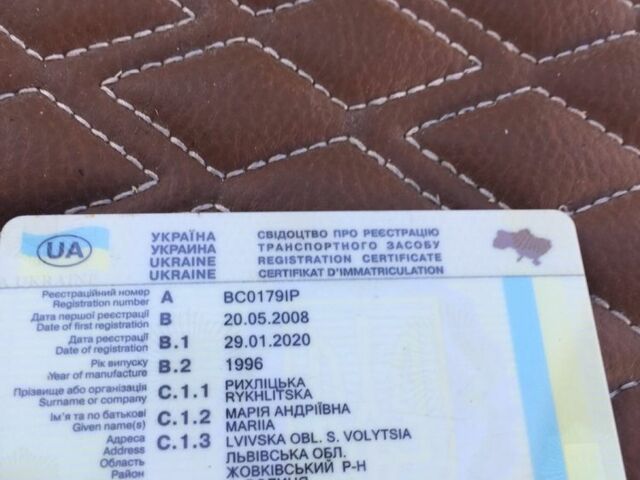 UA
УКРАЇНА
УКРАИНА
UKRAINE
UKRAINE
СВІДОЦТВО ПРО РЕЄСТРАЦІЮ
ТРАНСПОРТНОГО ЗАСОБУ
REGISTRATION CERTIFICATE
CERTIFIKAT D'IMMATRICULATION
Реєстраційний номер
Registration number A BC0179IP
Дата першої реєстрації
Date of first registration B 20.05.2008
Дата реєстрації
Date of registration B.1 29.01.2020
Рік випуску
Year of manufacture B.2 1996
Прізвище або організація C.1.1 РИХЛІЦЬКА
Surname or company RYKHLITSKA
Ім'я та по батькові C.1.2 МАРІЯ АНДРІЇВНА
Given name(s) MARIIA
Адреса C.1.3 LVIVSKA OBL. S. VOLYTSIA
Address
Область ЛЬВІВСЬКА ОБЛ.
Район ЖОВКІВСЬКИЙ Р-Н